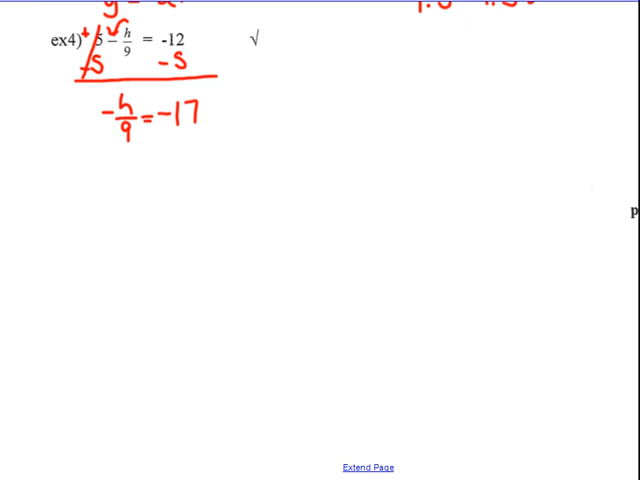 ex4) + 5 − h/9 = -12 √
-5 -5
-h/9 = -17
p
Extend Page